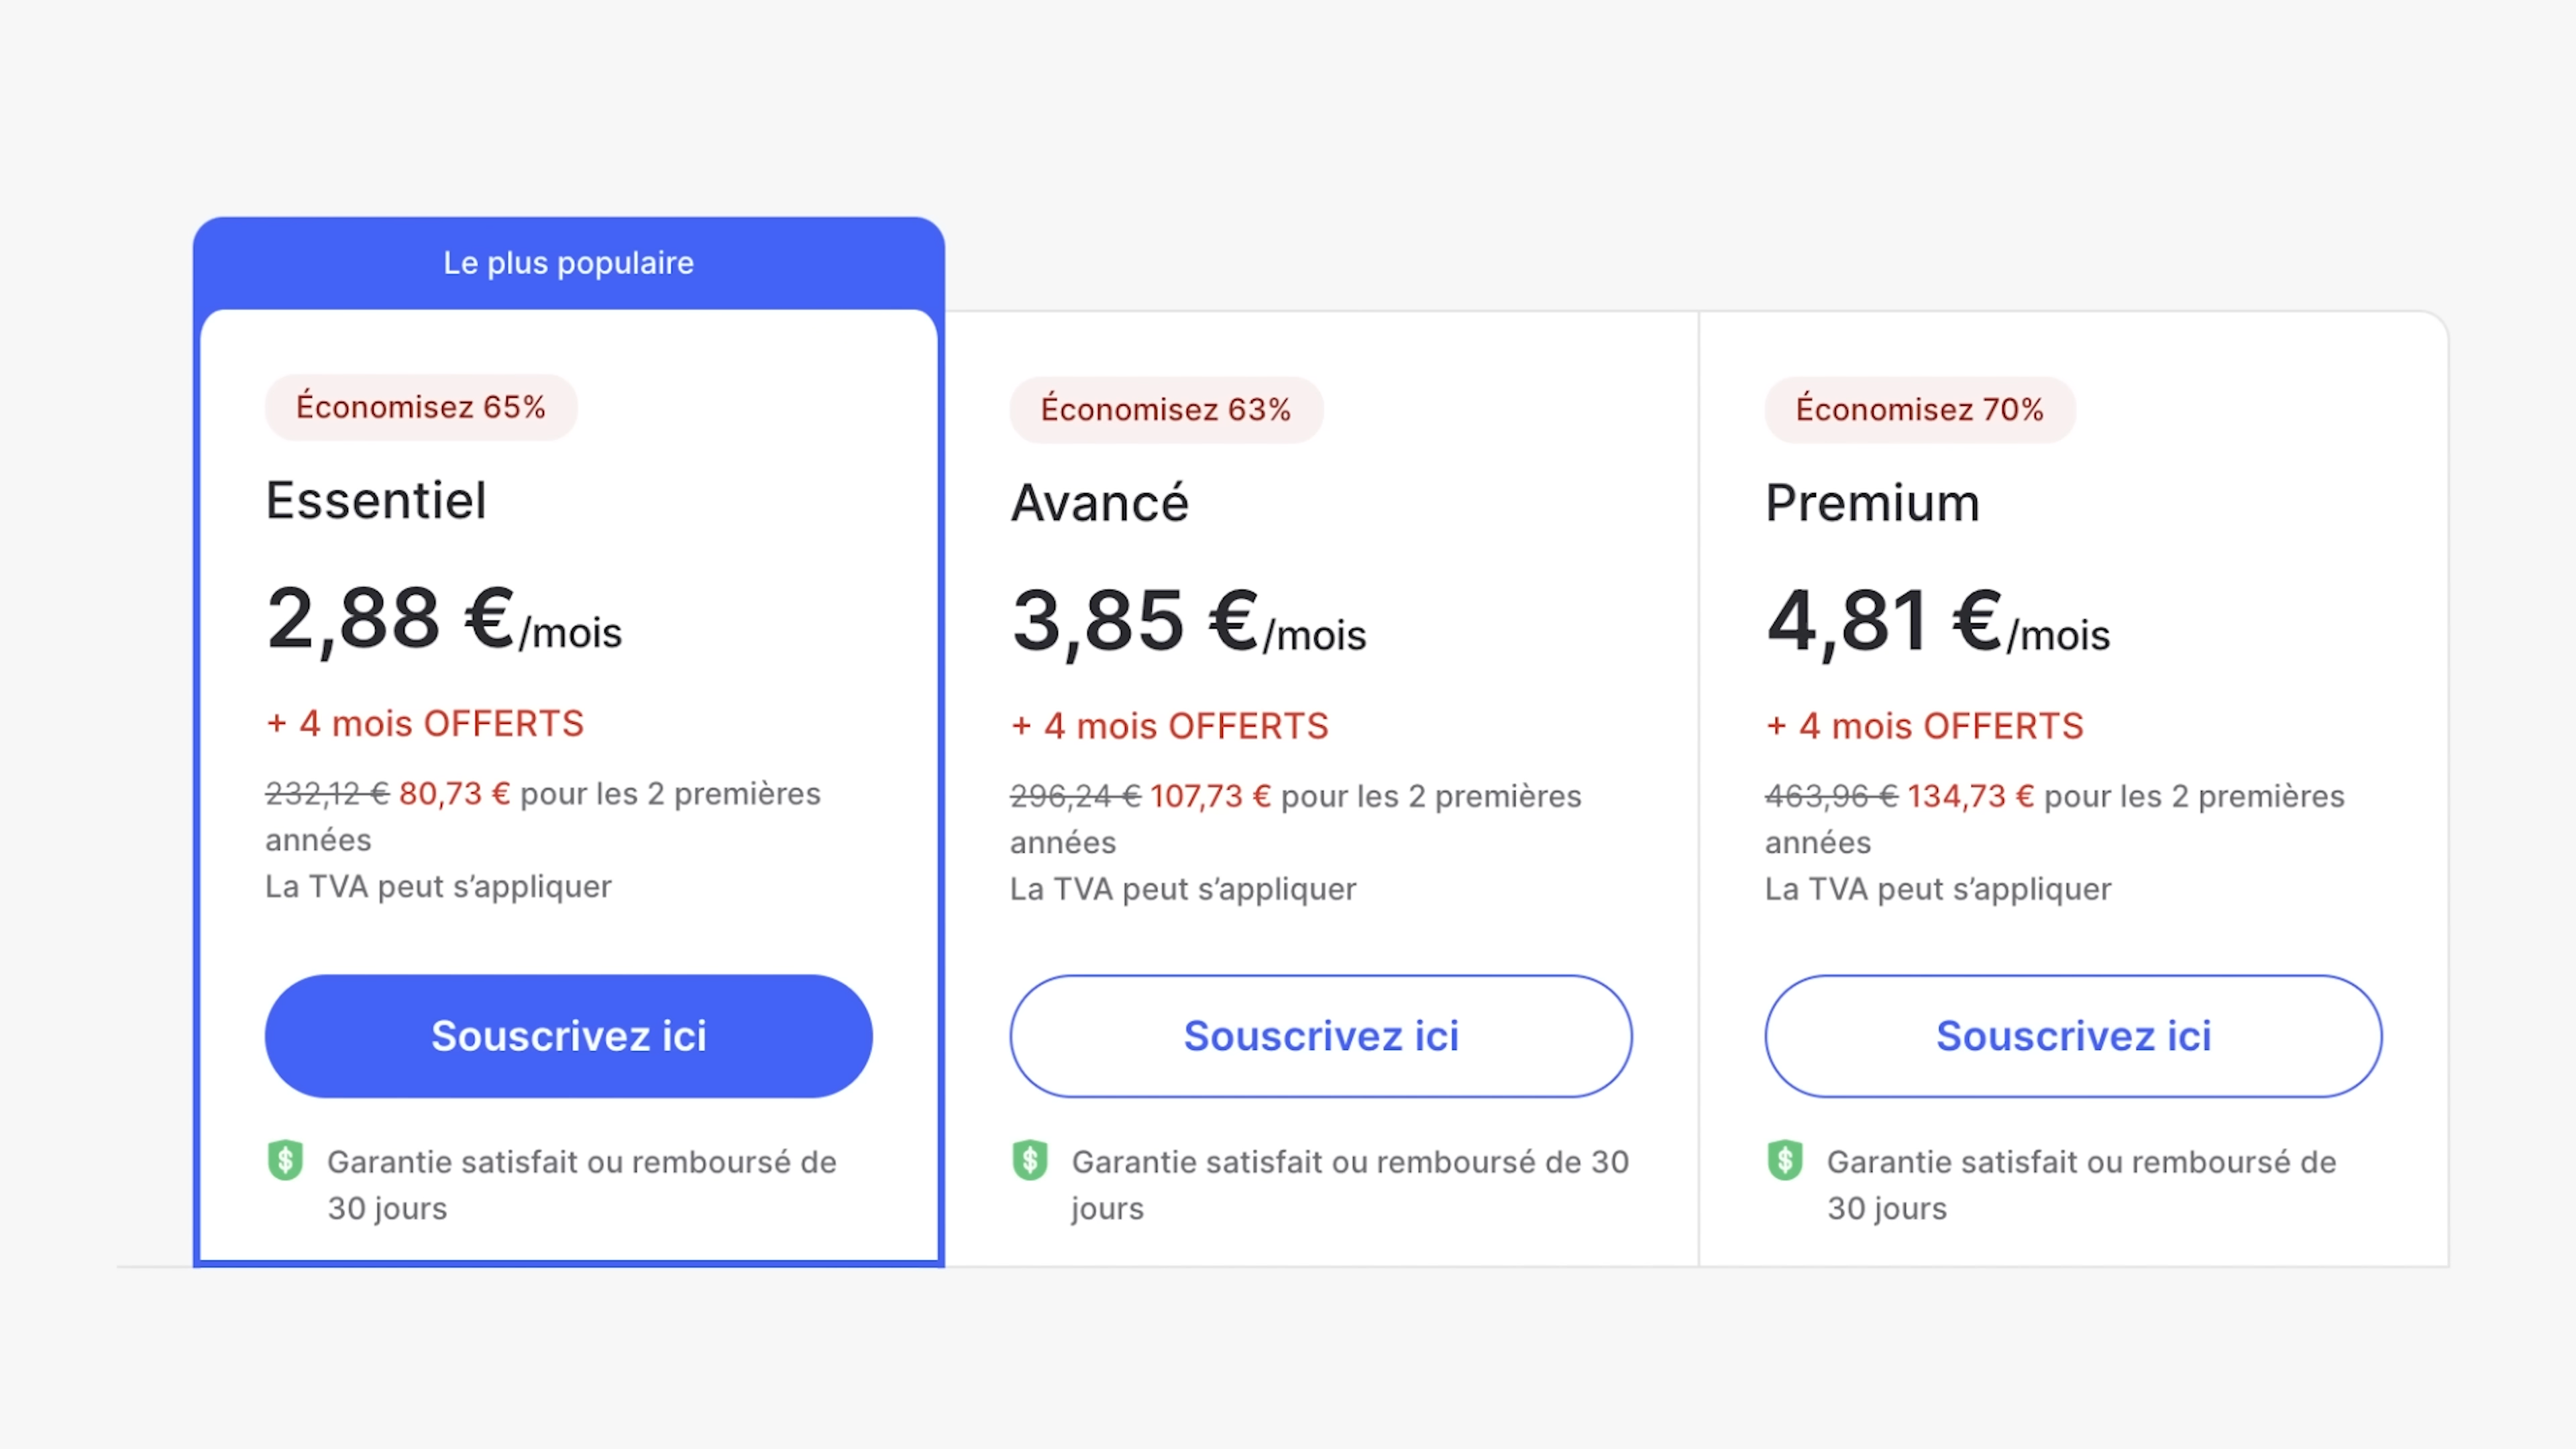 Le plus populaire
Économisez 65%
Essentiel
2,88 €/mois
+ 4 mois OFFERTS
232,12 € 80,73 € pour les 2 premières
années
La TVA peut s’appliquer
Souscrivez ici
$ Garantie satisfait ou remboursé de
30 jours
Économisez 63%
Avancé
3,85 €/mois
+ 4 mois OFFERTS
296,24 € 107,73 € pour les 2 premières
années
La TVA peut s’appliquer
Souscrivez ici
$ Garantie satisfait ou remboursé de 30
jours
Économisez 70%
Premium
4,81 €/mois
+ 4 mois OFFERTS
463,96 € 134,73 € pour les 2 premières
années
La TVA peut s’appliquer
Souscrivez ici
$ Garantie satisfait ou remboursé de
30 jours